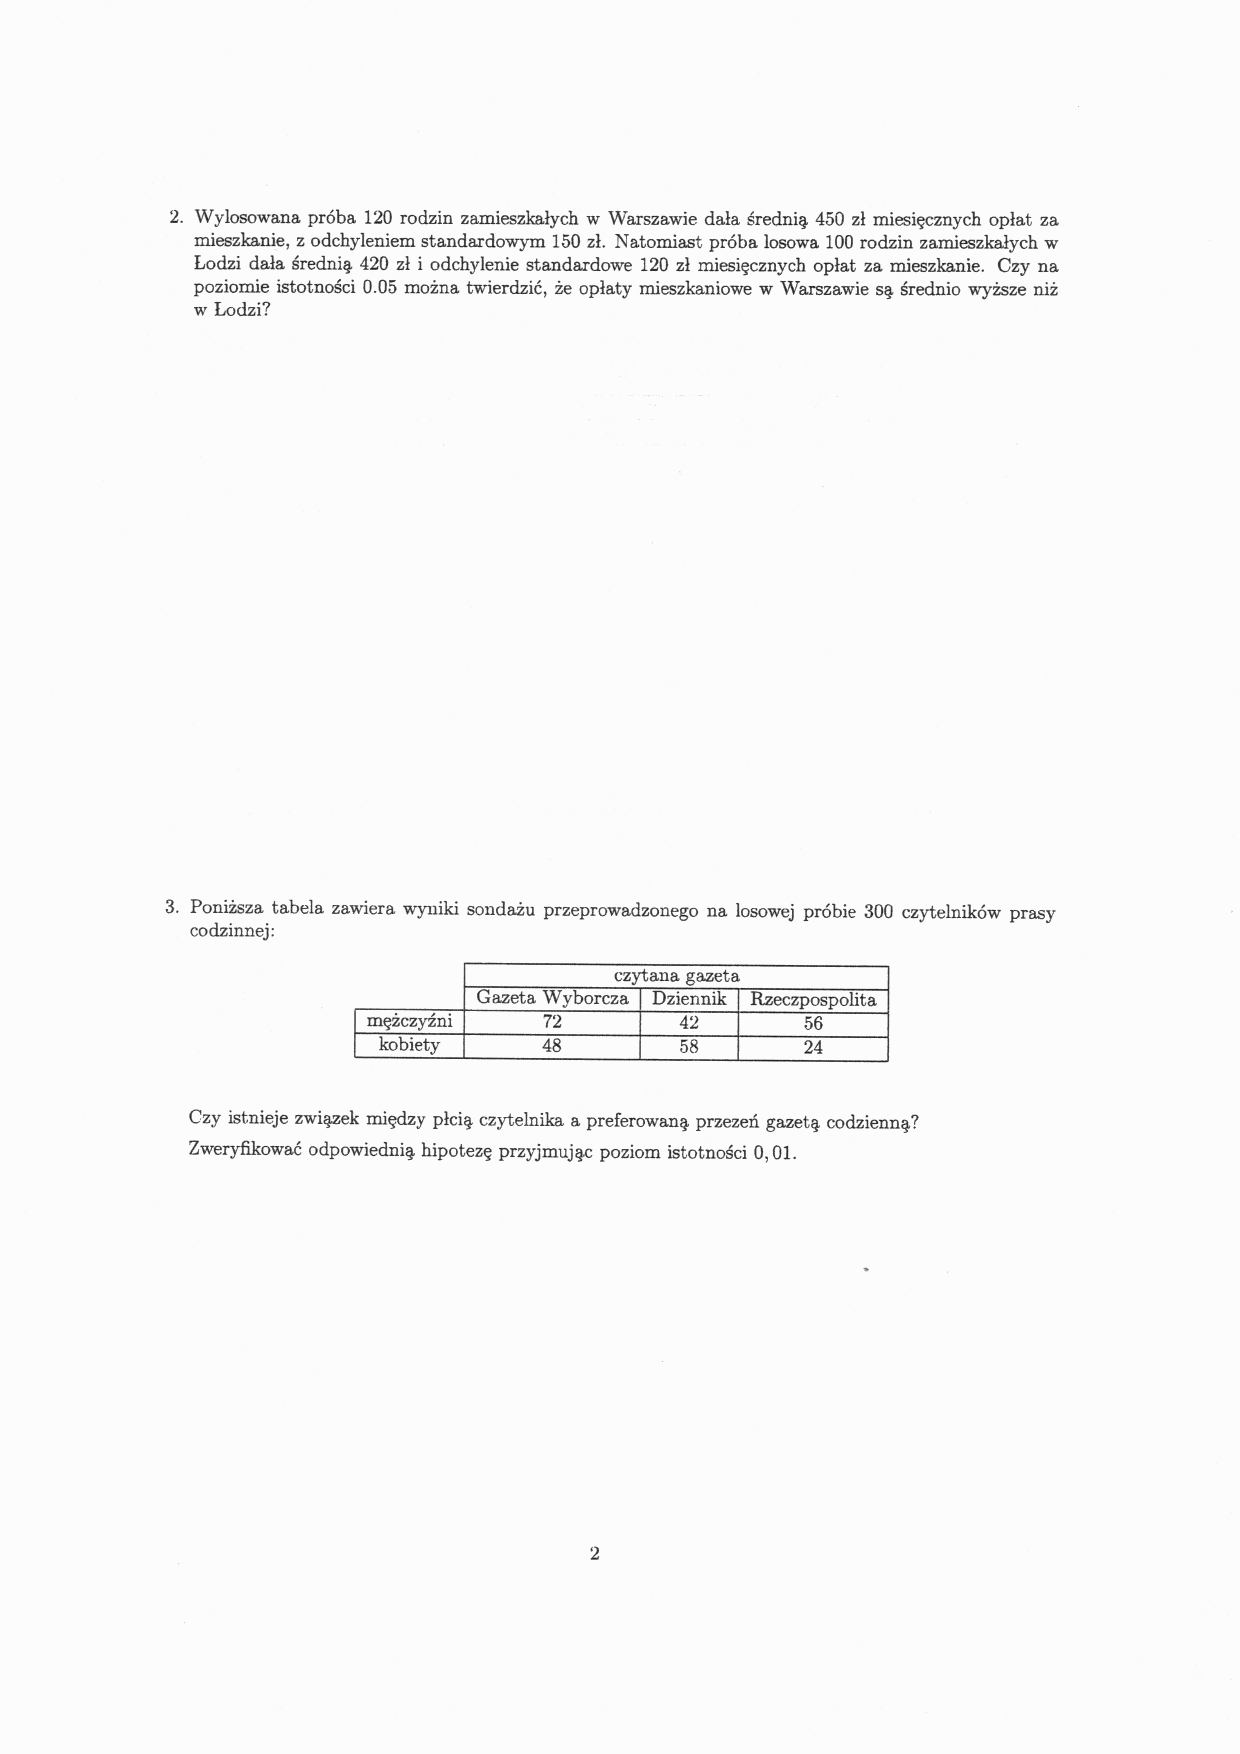 2. Wylosowana próba 120 rodzin zamieszkałych w Warszawie dała średnią 450 zł miesięcznych opłat za
mieszkanie, z odchyleniem standardowym 150 zł. Natomiast próba losowa 100 rodzin zamieszkałych w
Łodzi dała średnią 420 zł i odchylenie standardowe 120 zł miesięcznych opłat za mieszkanie. Czy na
poziomie istotności 0.05 można twierdzić, że opłaty mieszkaniowe w Warszawie są średnio wyższe niż
w Łodzi?
3. Poniższa tabela zawiera wyniki sondażu przeprowadzonego na losowej próbie 300 czytelników prasy
codzinnej:
czytana gazeta
Gazeta Wyborcza Dziennik Rzeczpospolita
mężczyźni 72 42 56
kobiety 48 58 24
Czy istnieje związek między płcią czytelnika a preferowaną przezeń gazetą codzienną?
Zweryfikować odpowiednią hipotezę przyjmując poziom istotności 0,01.
2